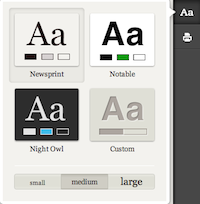 Aa Aa Aa
Newsprint Notable
Aa Aa
Night Owl Custom
small medium large